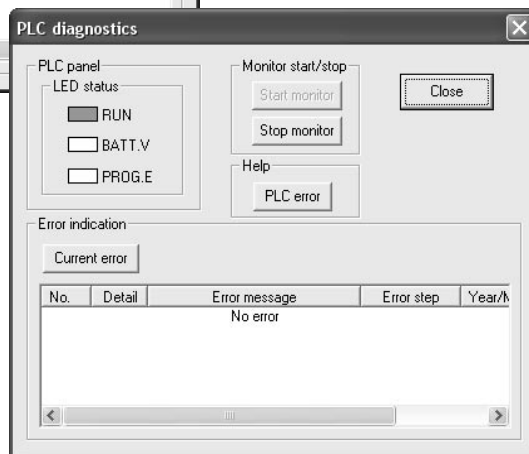 PLC diagnostics
PLC panel
LED status
RUN
BATT.V
PROG.E
Monitor start/stop
Start monitor
Stop monitor
Close
Help
PLC error
Error indication
Current error
No. Detail Error message Error step Year/M
No error